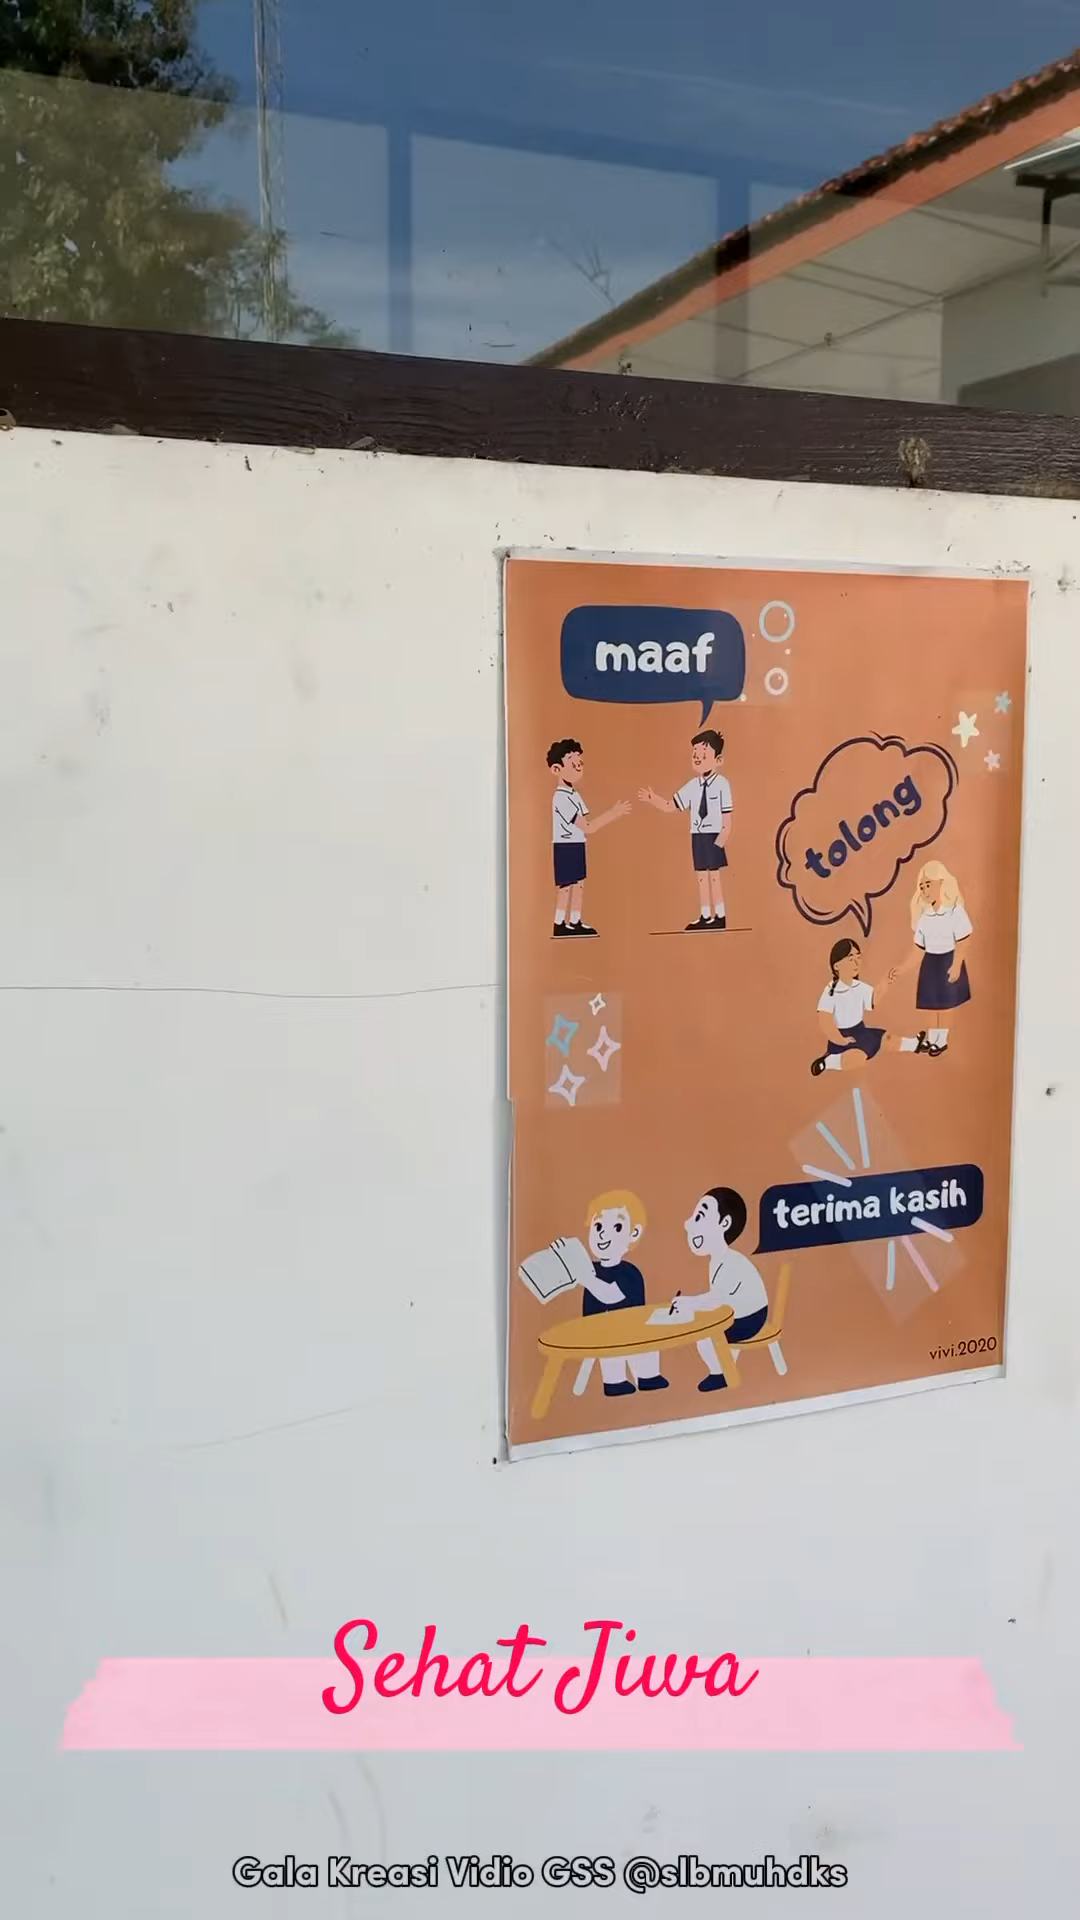 maaf
tolong
terima kasih
vivi.2020
Sehat Jiwa
Gala Kreasi Vidio GSS @slbmuhdks